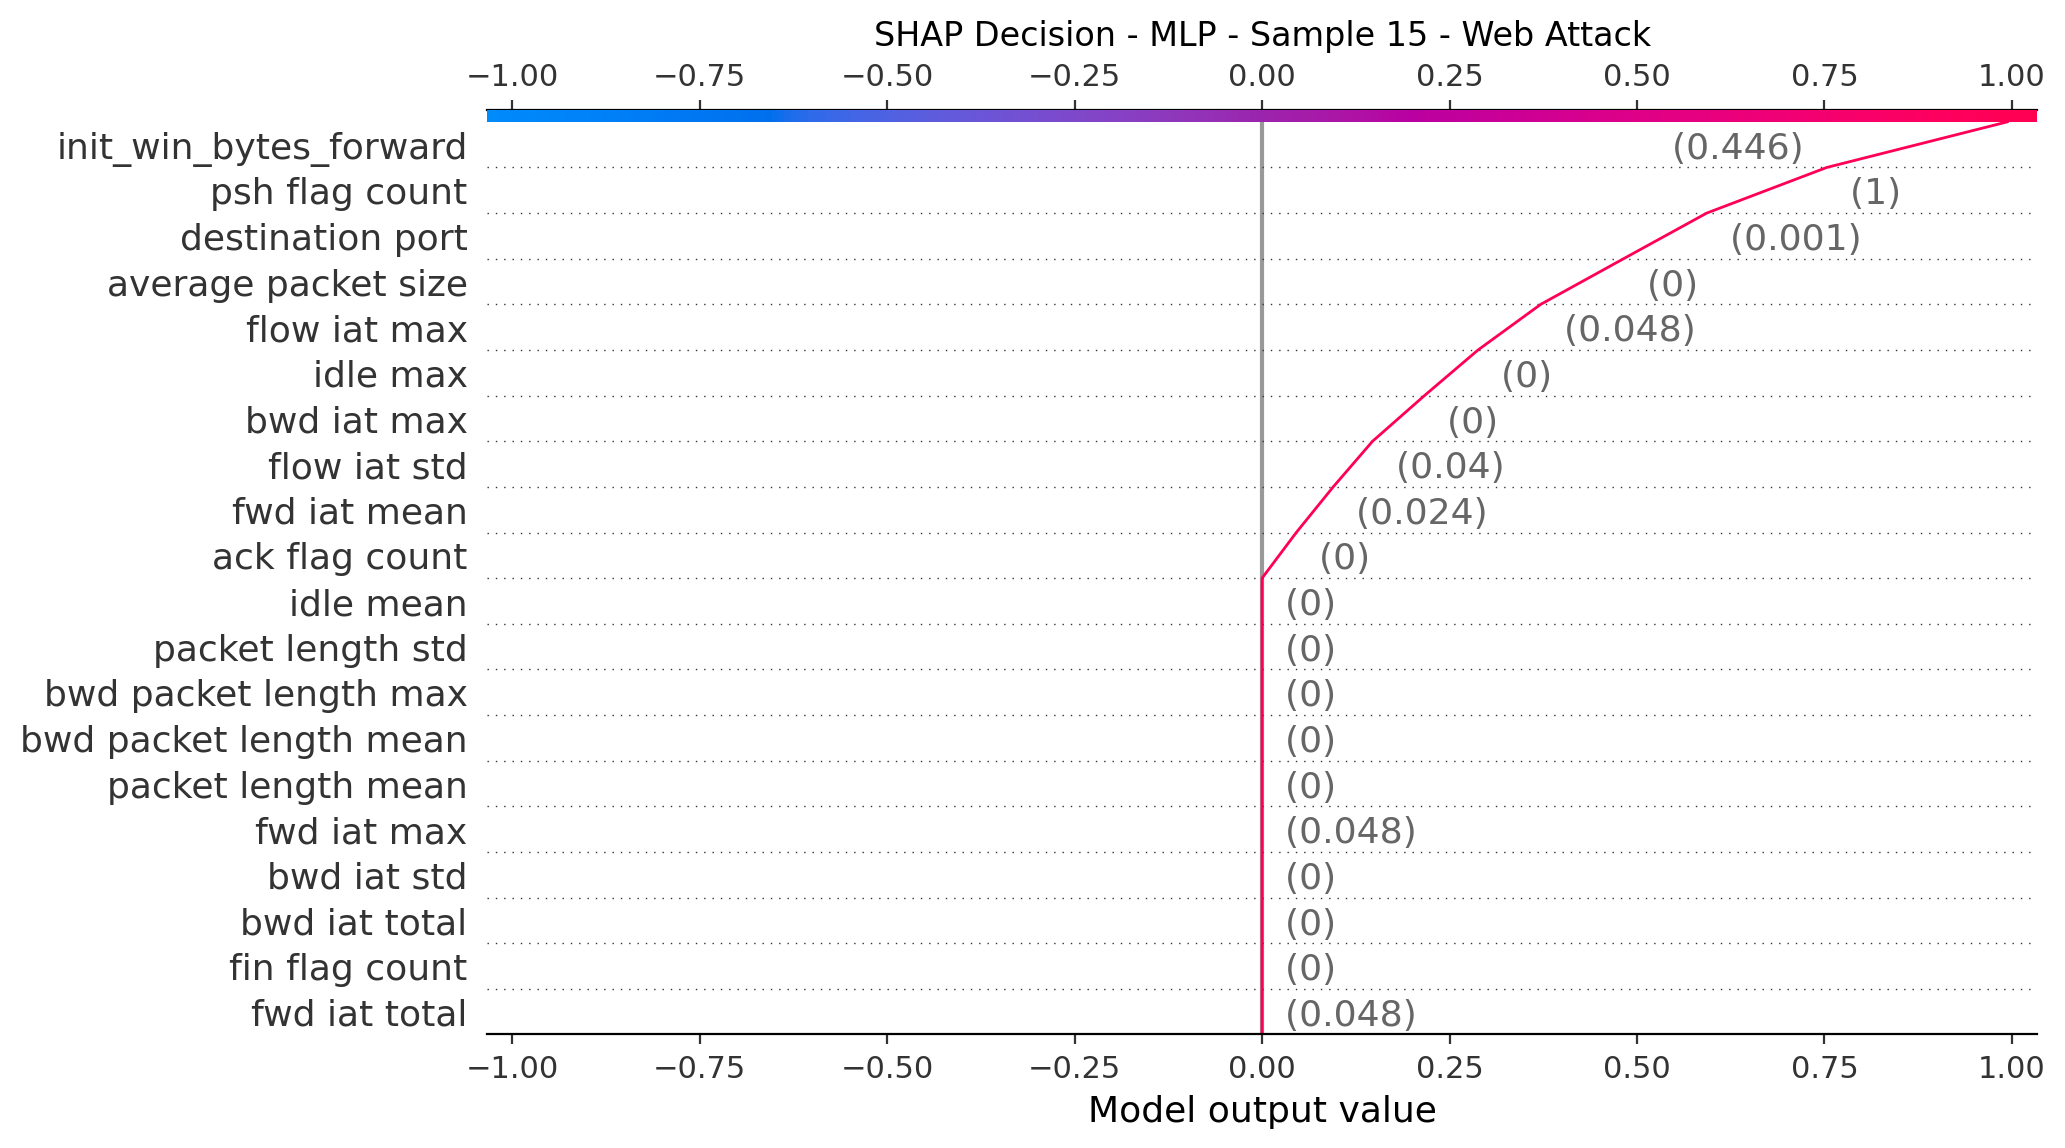 SHAP Decision - MLP - Sample 15 - Web Attack
−1.00 −0.75 −0.50 −0.25 0.00 0.25 0.50 0.75 1.00
init_win_bytes_forward (0.446)
psh flag count (1)
destination port (0.001)
average packet size (0)
flow iat max (0.048)
idle max (0)
bwd iat max (0)
flow iat std (0.04)
fwd iat mean (0.024)
ack flag count (0)
idle mean (0)
packet length std (0)
bwd packet length max (0)
bwd packet length mean (0)
packet length mean (0)
fwd iat max (0.048)
bwd iat std (0)
bwd iat total (0)
fin flag count (0)
fwd iat total (0.048)
−1.00 −0.75 −0.50 −0.25 0.00 0.25 0.50 0.75 1.00
Model output value